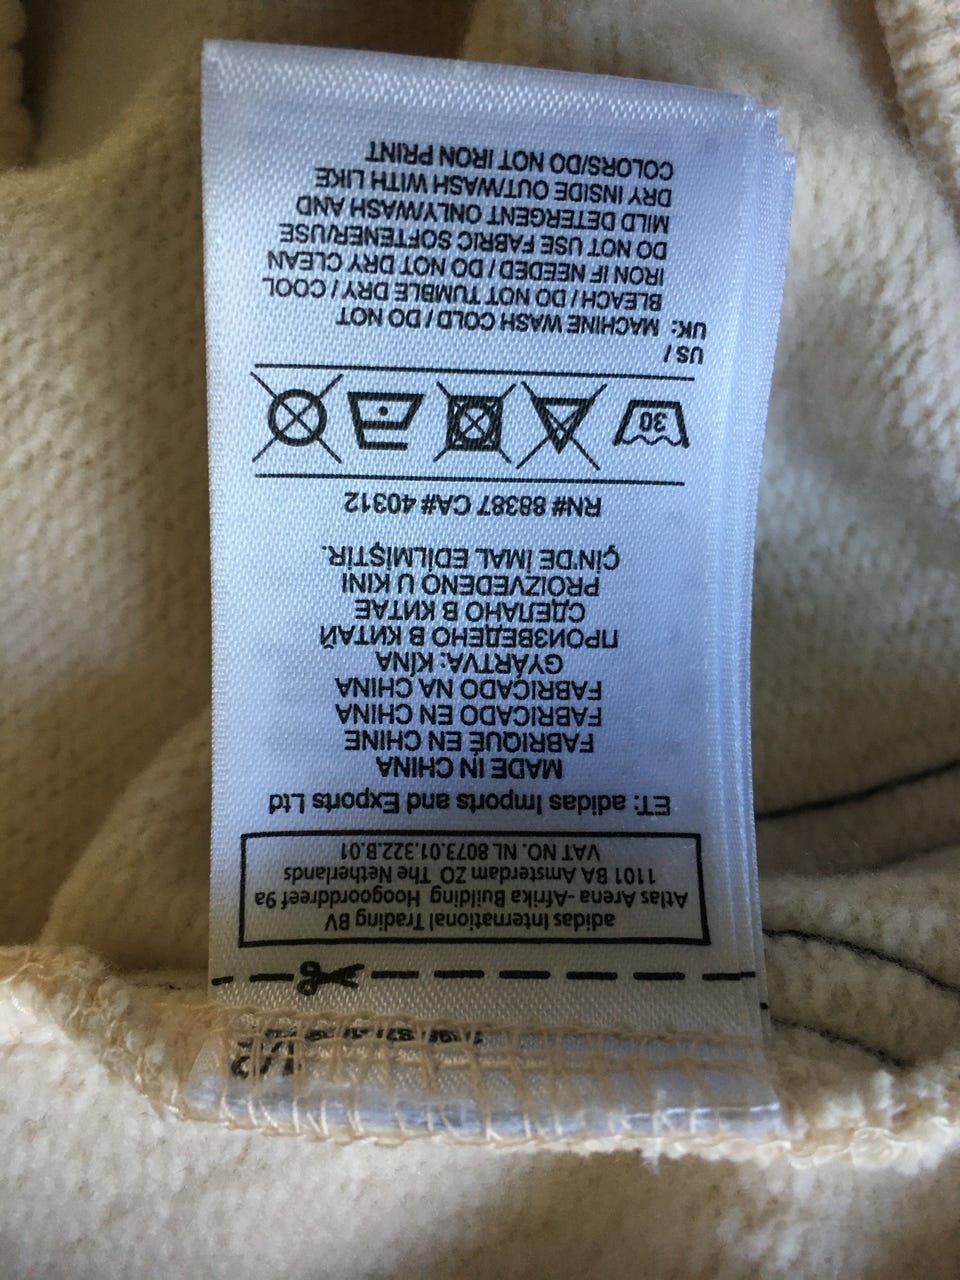 adidas International Trading BV
Atlas Arena-Afrika Building Hoogoorddreef 9a
1101 BA Amsterdam ZO The Netherlands
VAT NO. NL 8073.01.322.B.01
ET: adidas Imports and Exports Ltd
MADE IN CHINA
FABRIQUÉ EN CHINE
FABRICADO EN CHINA
FABRICADO NA CHINA
GYÁRTVA: KÍNA
ПРОИЗВЕДЕНО В КИТАЙ
СДЕЛАНО В КИТАЕ
PROIZVEDENO U KINI
ÇİN.DE İMAL EDİLMİŞTİR.
RN# 88387 CA# 40312
30
US /
UK: MACHINE WASH COLD / DO NOT
BLEACH / DO NOT TUMBLE DRY / COOL
IRON IF NEEDED / DO NOT DRY CLEAN
DO NOT USE FABRIC SOFTENER/USE
MILD DETERGENT ONLY/WASH AND
DRY INSIDE OUT/WASH WITH LIKE
COLORS/DO NOT IRON PRINT